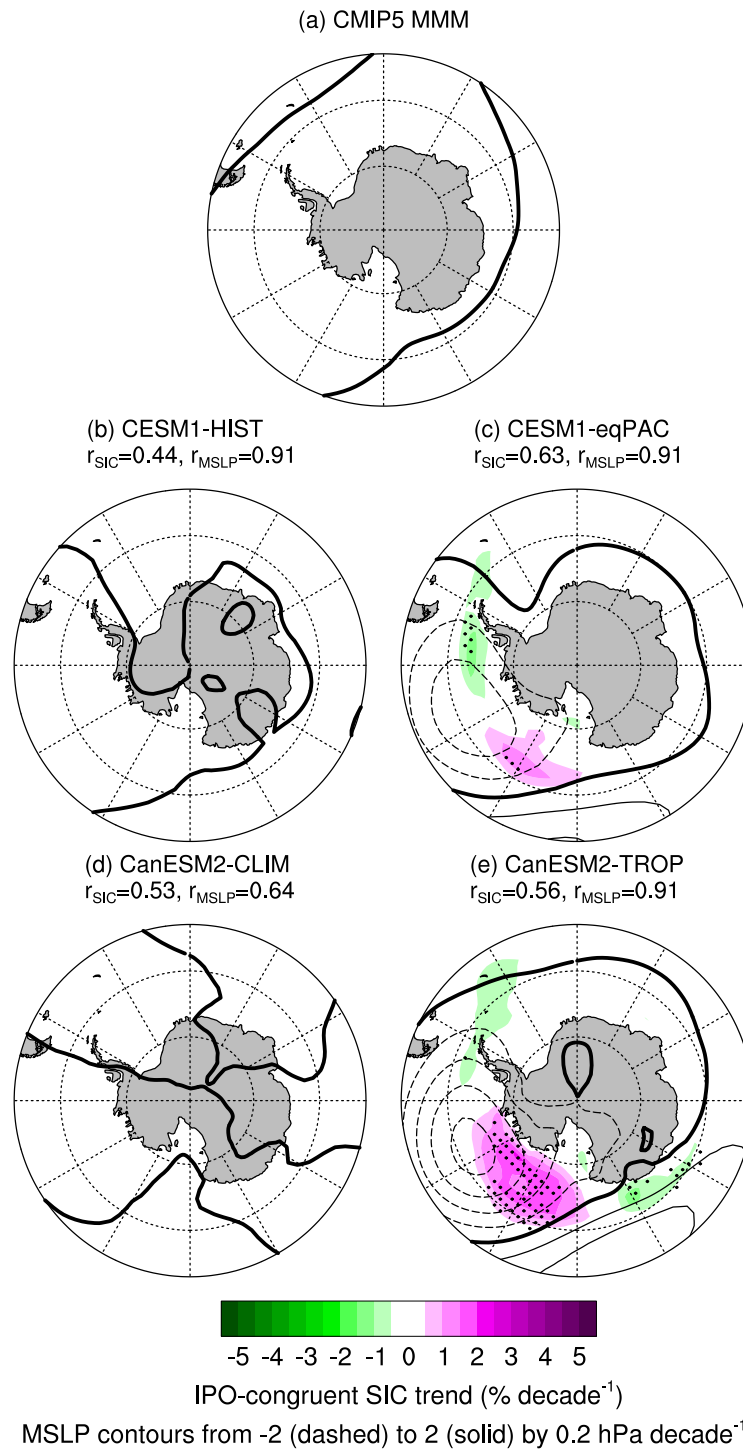 (a) CMIP5 MMM
(b) CESM1-HIST
r_SIC=0.44, r_MSLP=0.91
(c) CESM1-eqPAC
r_SIC=0.63, r_MSLP=0.91
(d) CanESM2-CLIM
r_SIC=0.53, r_MSLP=0.64
(e) CanESM2-TROP
r_SIC=0.56, r_MSLP=0.91
-5 -4 -3 -2 -1 0 1 2 3 4 5
IPO-congruent SIC trend (% decade⁻¹)
MSLP contours from -2 (dashed) to 2 (solid) by 0.2 hPa decade⁻¹